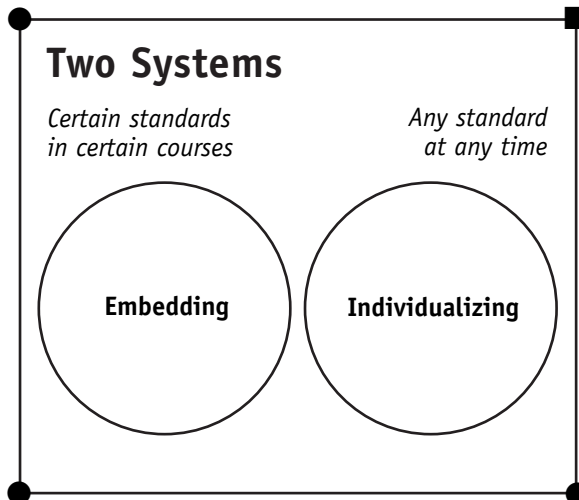 Two Systems
Certain standards
in certain courses
Any standard
at any time
Embedding
Individualizing